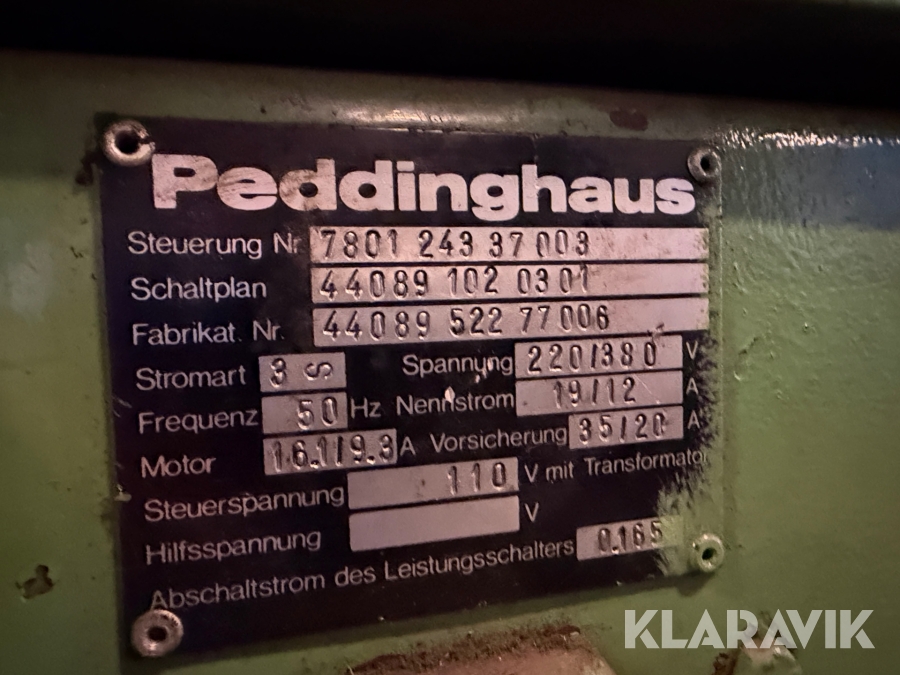 Peddinghaus
Steuerung Nr 7801 243 37 003
Schaltplan 44089 102 0301
Fabrikat. Nr. 44089 522 77006
Stromart 3 ∽ Spannung 220/380 V
Frequenz 50 Hz Nennstrom 19/12 A
Motor 16.1/9.3 A Vorsicherung 35/20 A
Steuerspannung 110 V mit Transformator
Hilfsspannung V
Abschaltstrom des Leistungsschalters 0,165
KLARAVIK